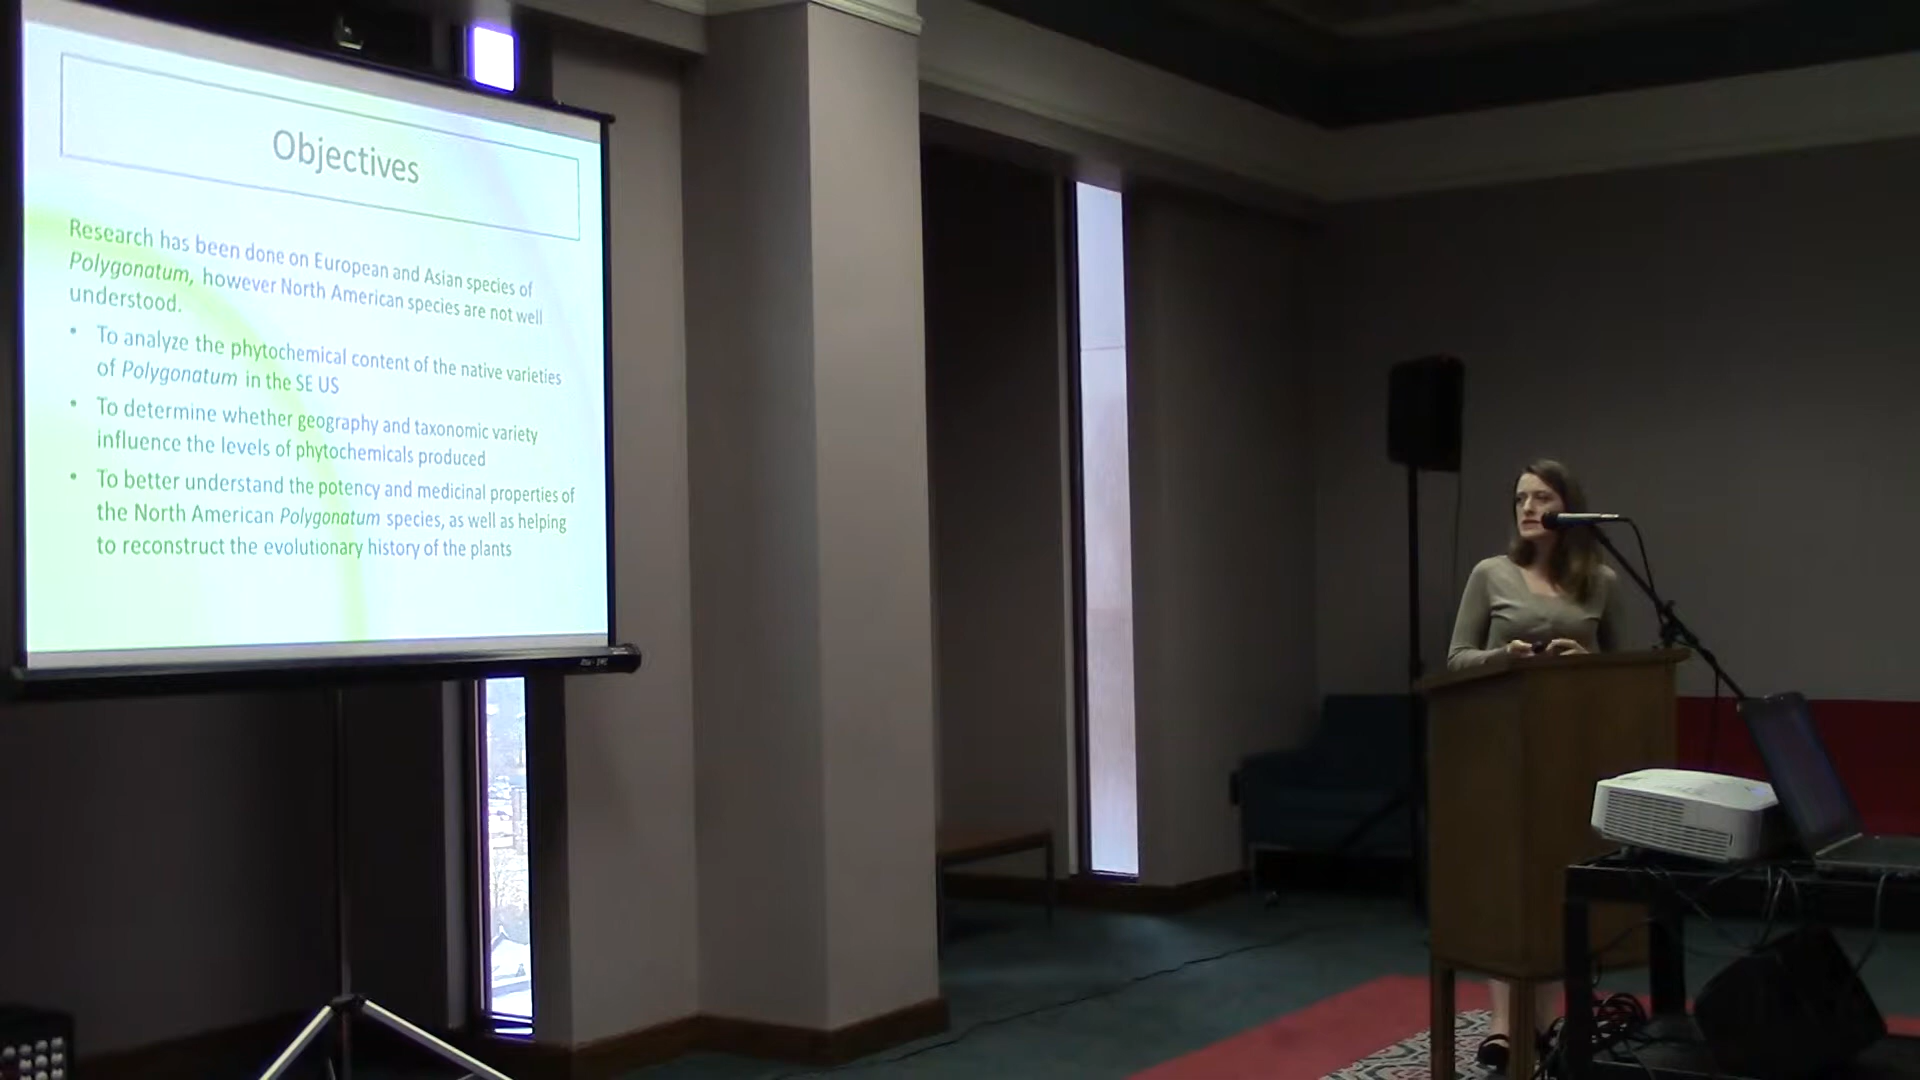 Objectives
Research has been done on European and Asian species of
Polygonatum, however North American species are not well
understood.
• To analyze the phytochemical content of the native varieties
of Polygonatum in the SE US
• To determine whether geography and taxonomic variety
influence the levels of phytochemicals produced
• To better understand the potency and medicinal properties of
the North American Polygonatum species, as well as helping
to reconstruct the evolutionary history of the plants